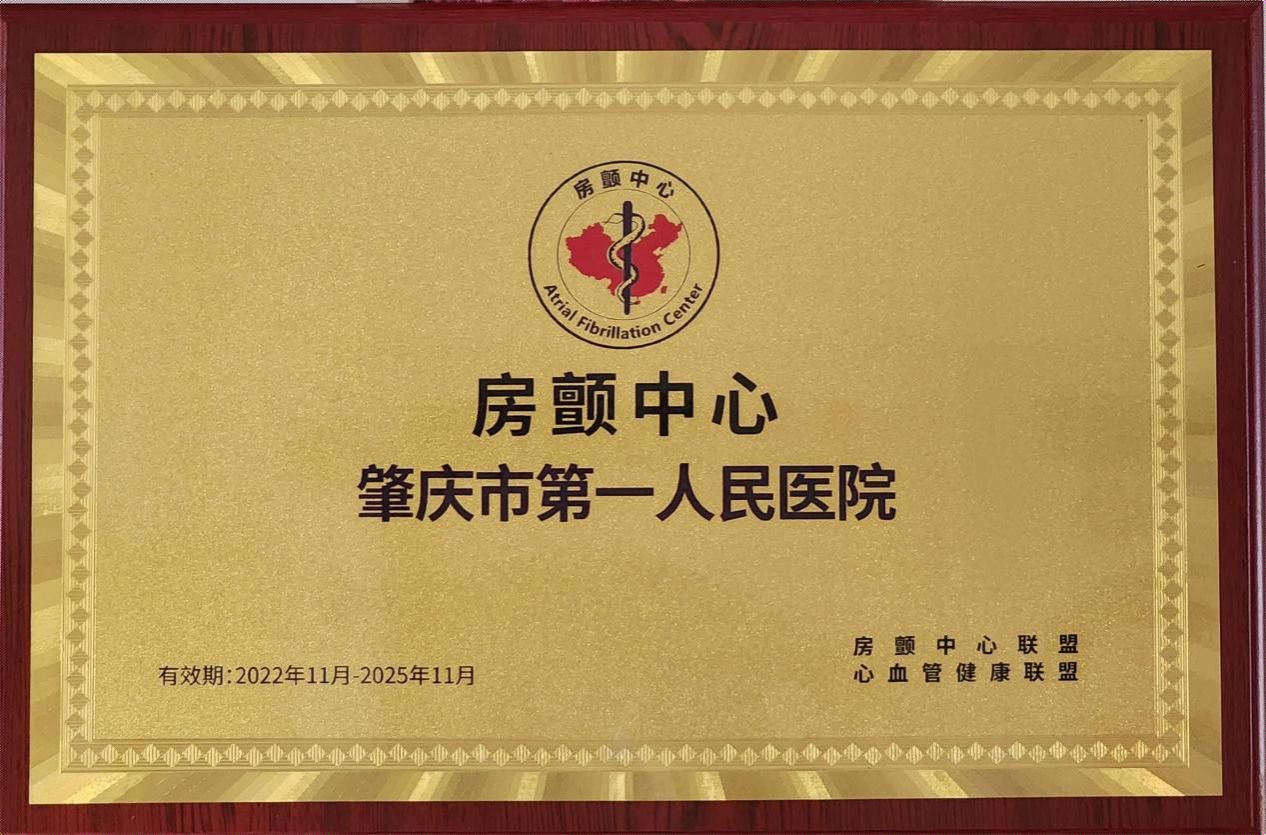 房颤中心
Atrial Fibrillation Center
房颤中心
肇庆市第一人民医院
有效期:2022年11月-2025年11月
房颤中心联盟
心血管健康联盟